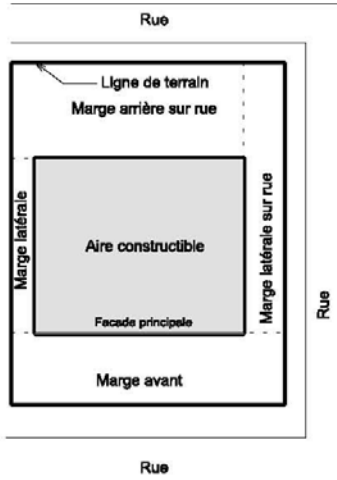 Rue
Ligne de terrain
Marge arrière sur rue
Marge latérale
Aire constructible
Marge latérale sur rue
Rue
Facade principale
Marge avant
Rue